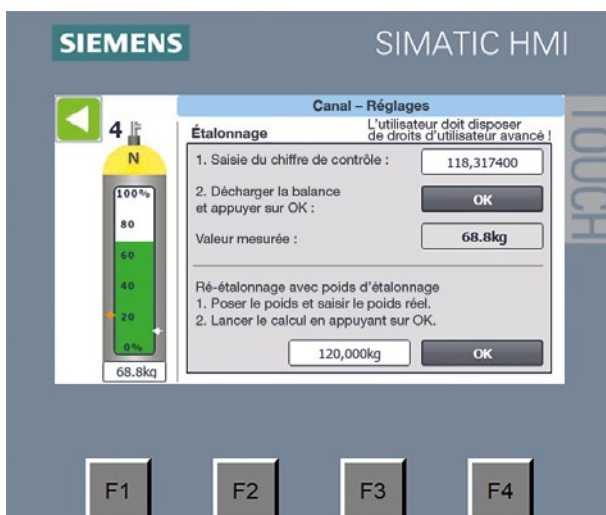 SIEMENS
SIMATIC HMI
TOUCH
Canal – Réglages
4
N
100%
80
60
40
20
0%
68.8kg
Étalonnage
L'utilisateur doit disposer
de droits d'utilisateur avancé !
1. Saisie du chiffre de contrôle :
118,317400
2. Décharger la balance
et appuyer sur OK :
OK
Valeur mesurée :
68.8kg
Ré-étalonnage avec poids d'étalonnage
1. Poser le poids et saisir le poids réel.
2. Lancer le calcul en appuyant sur OK.
120,000kg
OK
F1
F2
F3
F4